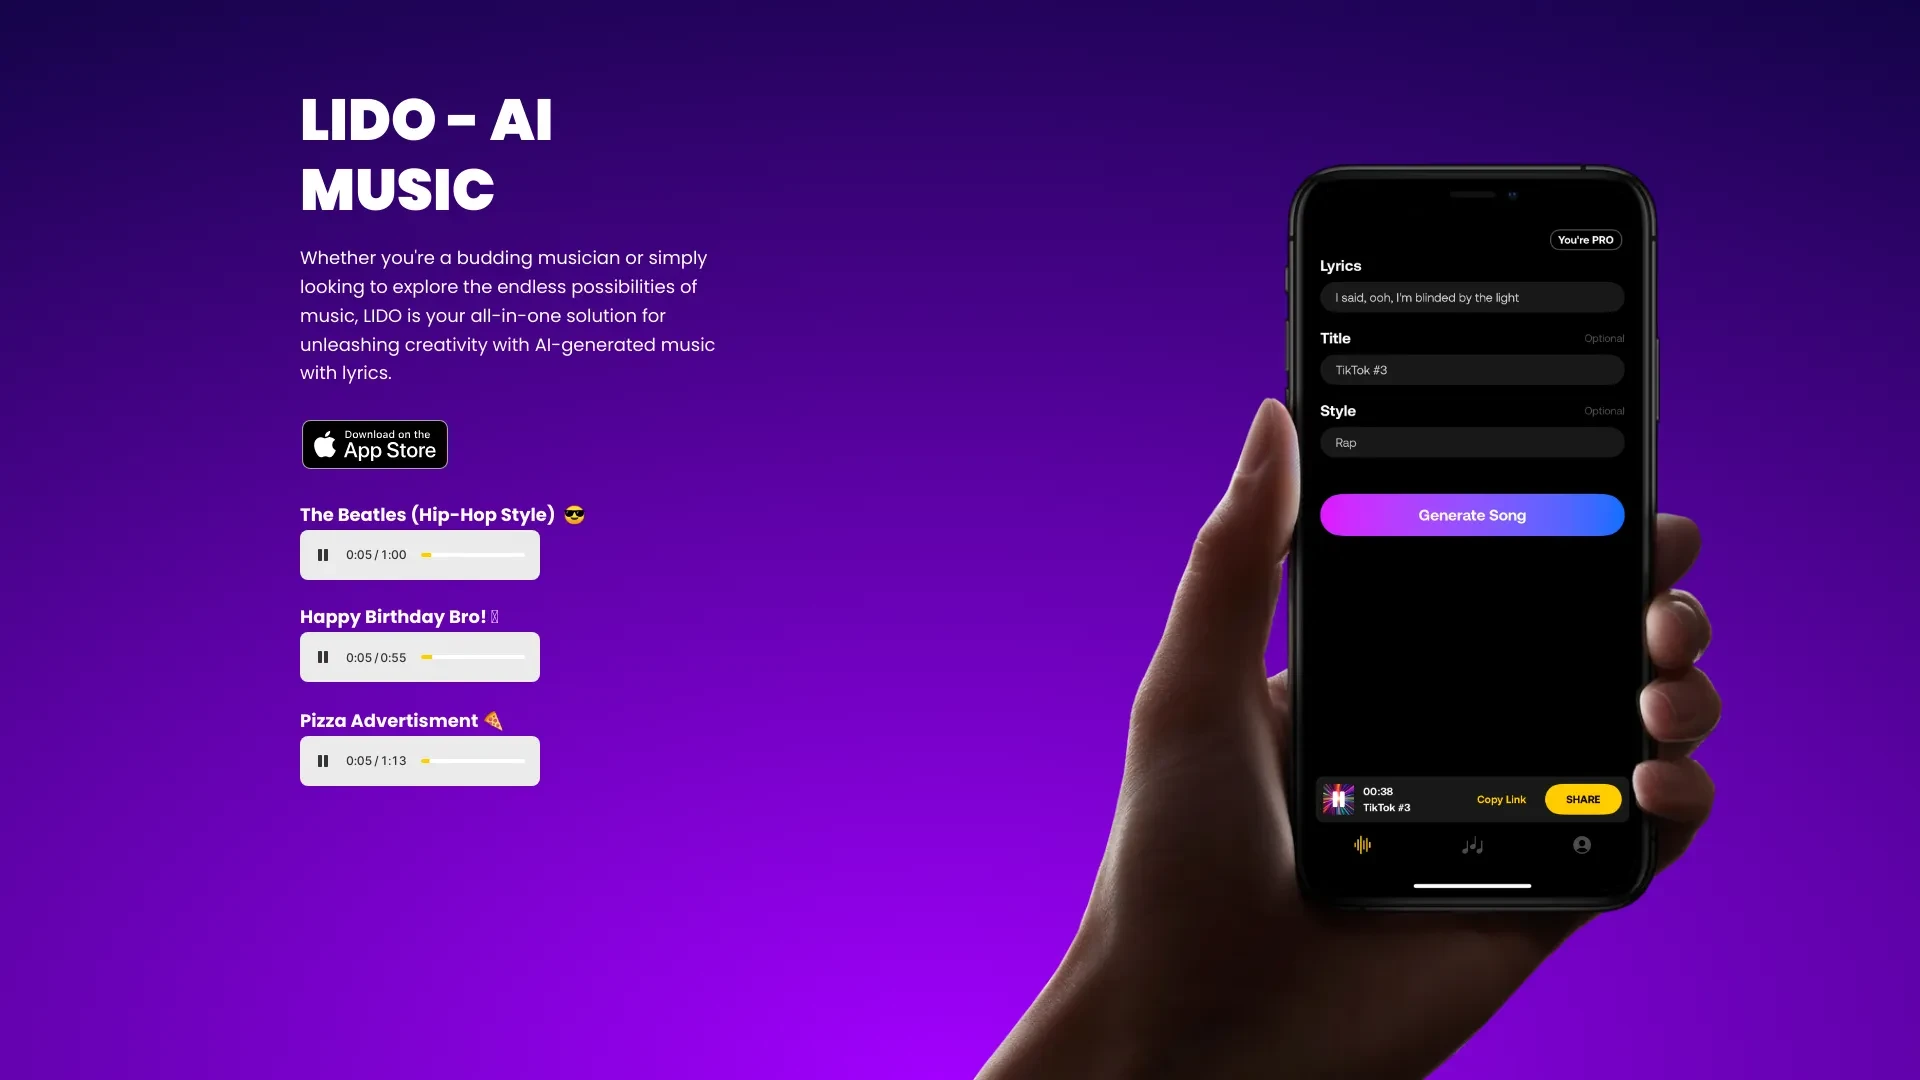 LIDO – AI
MUSIC
Whether you're a budding musician or simply
looking to explore the endless possibilities of
music, LIDO is your all-in-one solution for
unleashing creativity with AI-generated music
with lyrics.
Download on the
App Store
The Beatles (Hip-Hop Style) 😎
0:05 / 1:00
Happy Birthday Bro!
0:05 / 0:55
Pizza Advertisment 🍕
0:05 / 1:13
You're PRO
Lyrics
I said, ooh, I'm blinded by the light
Title Optional
TikTok #3
Style Optional
Rap
Generate Song
00:38
TikTok #3
Copy Link
SHARE